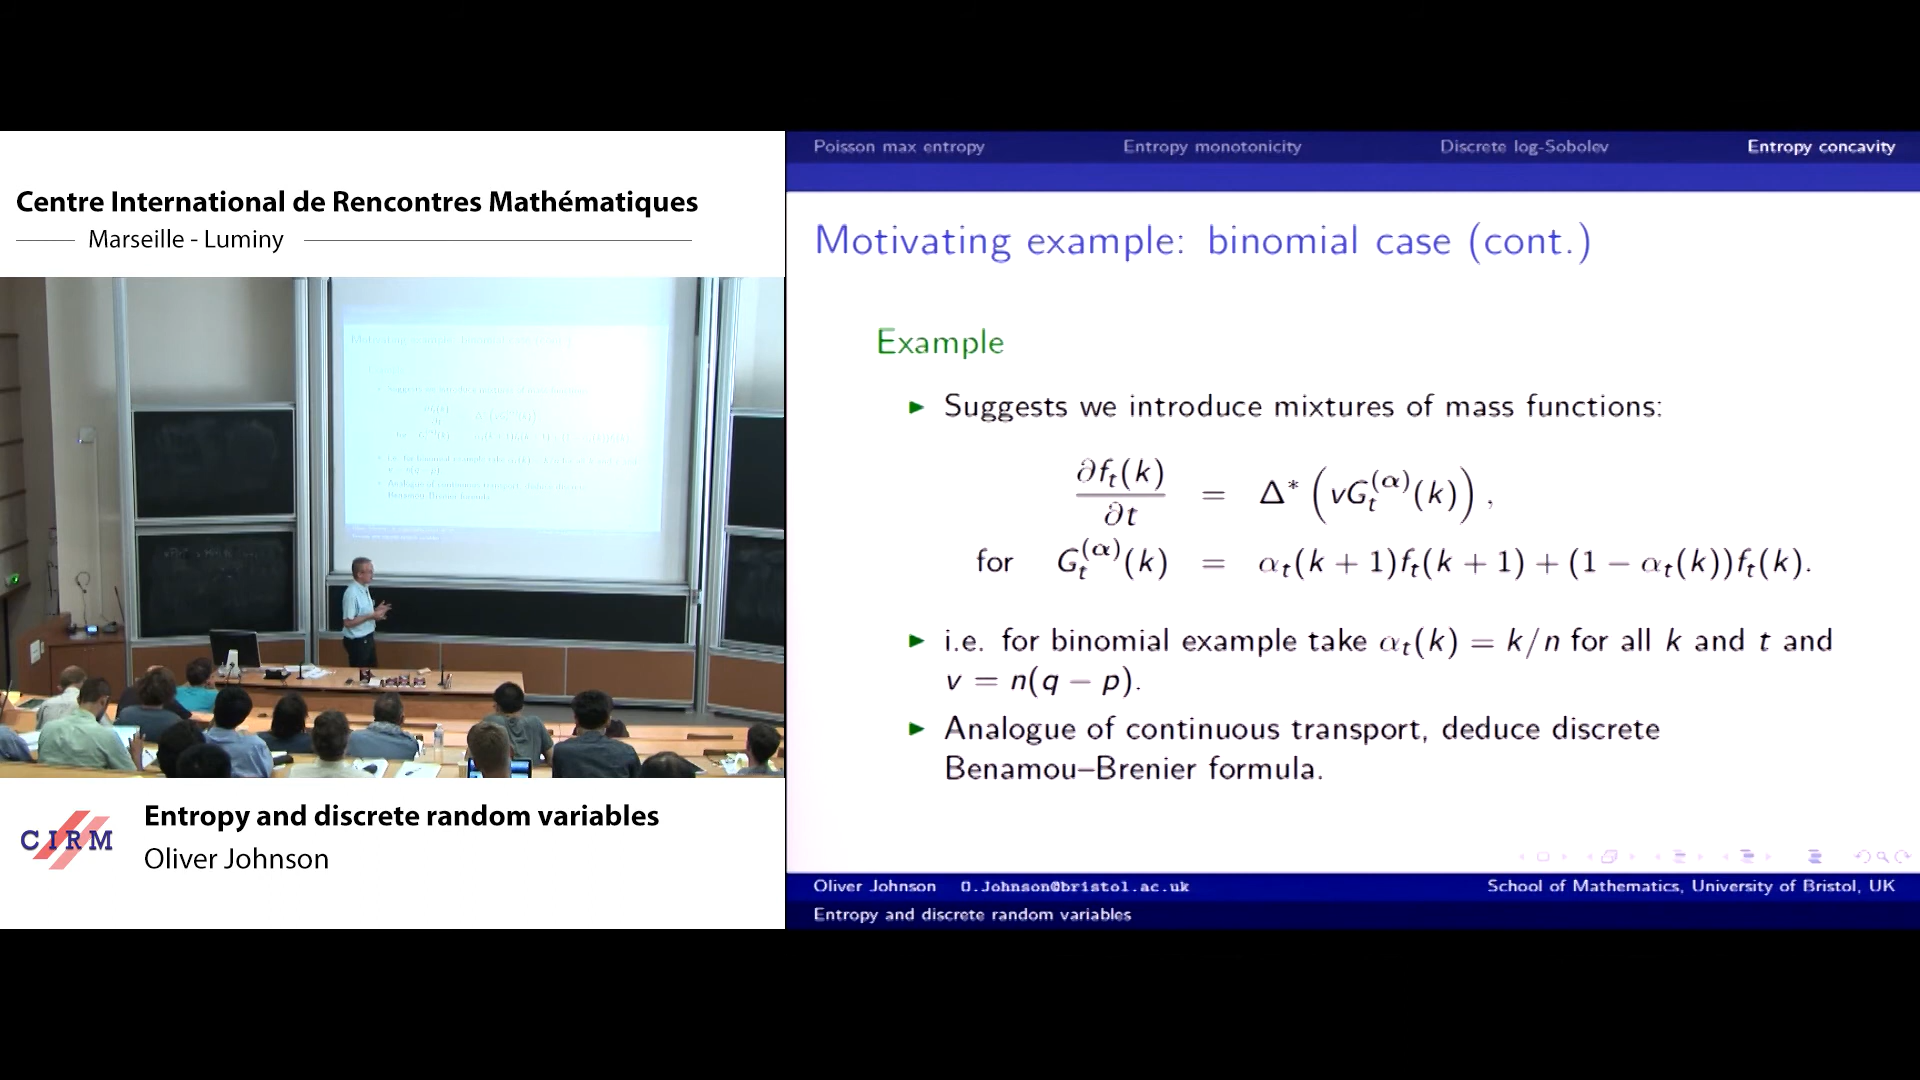 Centre International de Rencontres Mathématiques
Marseille - Luminy
CIRM
Entropy and discrete random variables
Oliver Johnson
Poisson max entropy Entropy monotonicity Discrete log-Sobolev Entropy concavity
Motivating example: binomial case (cont.)
Example
► Suggests we introduce mixtures of mass functions:
∂f_t(k)/∂t = Δ* (vG_t^(α)(k)) ,
for G_t^(α)(k) = α_t(k + 1)f_t(k + 1) + (1 − α_t(k))f_t(k).
► i.e. for binomial example take α_t(k) = k/n for all k and t and
v = n(q − p).
► Analogue of continuous transport, deduce discrete
Benamou–Brenier formula.
Oliver Johnson O.Johnson@bristol.ac.uk School of Mathematics, University of Bristol, UK
Entropy and discrete random variables